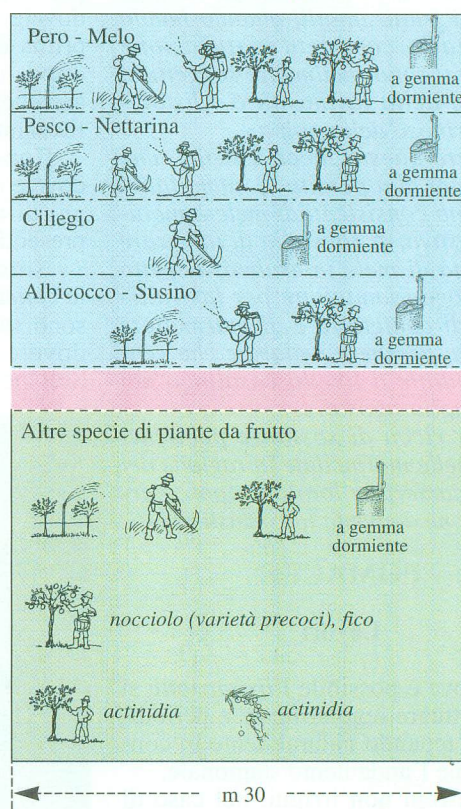 Pero - Melo
a gemma
dormiente
Pesco - Nettarina
a gemma
dormiente
Ciliegio
a gemma
dormiente
Albicocco - Susino
a gemma
dormiente
Altre specie di piante da frutto
a gemma
dormiente
nocciolo (varietà precoci), fico
actinidia
actinidia
m 30